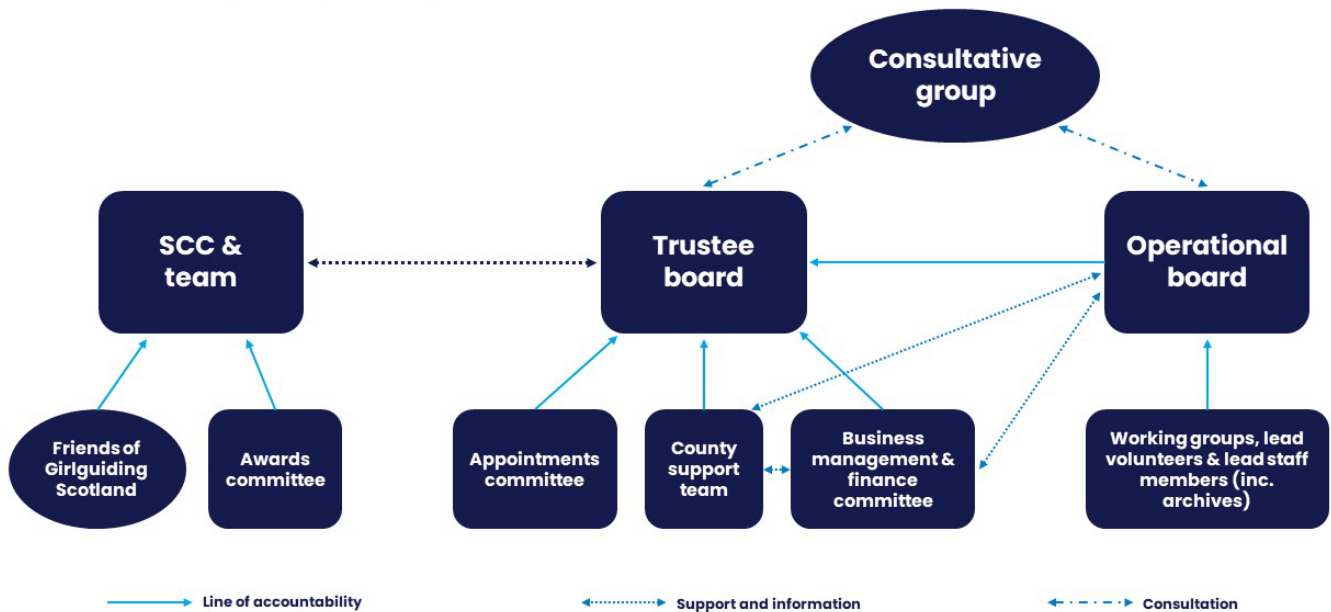 Consultative
group
SCC &
team
Trustee
board
Operational
board
Friends of
Girlguiding
Scotland
Awards
committee
Appointments
committee
County
support
team
Business
management &
finance
committee
Working groups, lead
volunteers & lead staff
members (inc.
archives)
Line of accountability
Support and information
Consultation